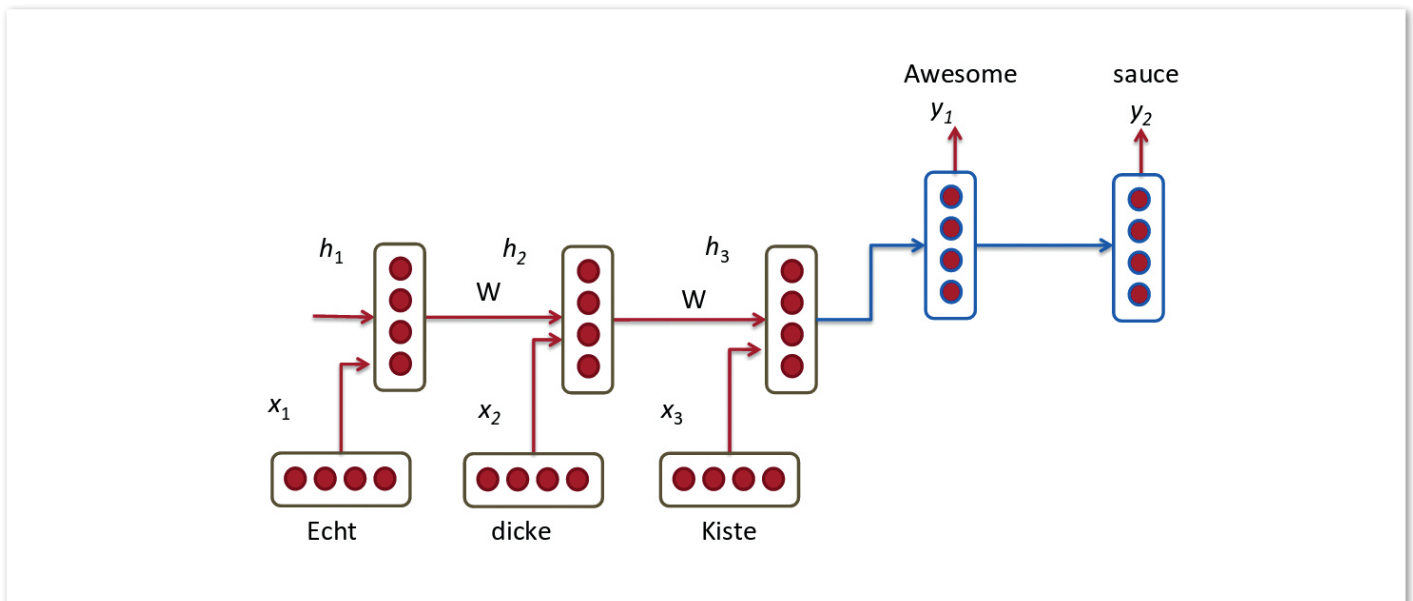 Awesome sauce
y1 y2
h1 h2 h3
W W
x1 x2 x3
Echt dicke Kiste